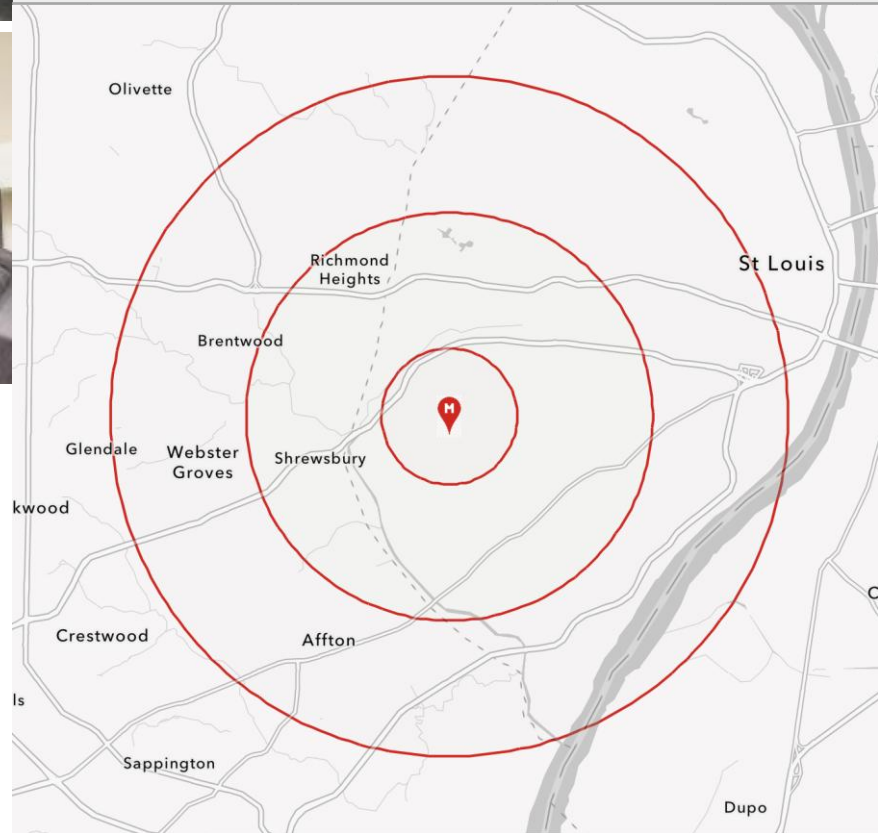 Olivette
Richmond
Heights
St Louis
Brentwood
M
Glendale
Webster
Groves
Shrewsbury
kwood
Crestwood
Affton
ls
Sappington
Dupo
C